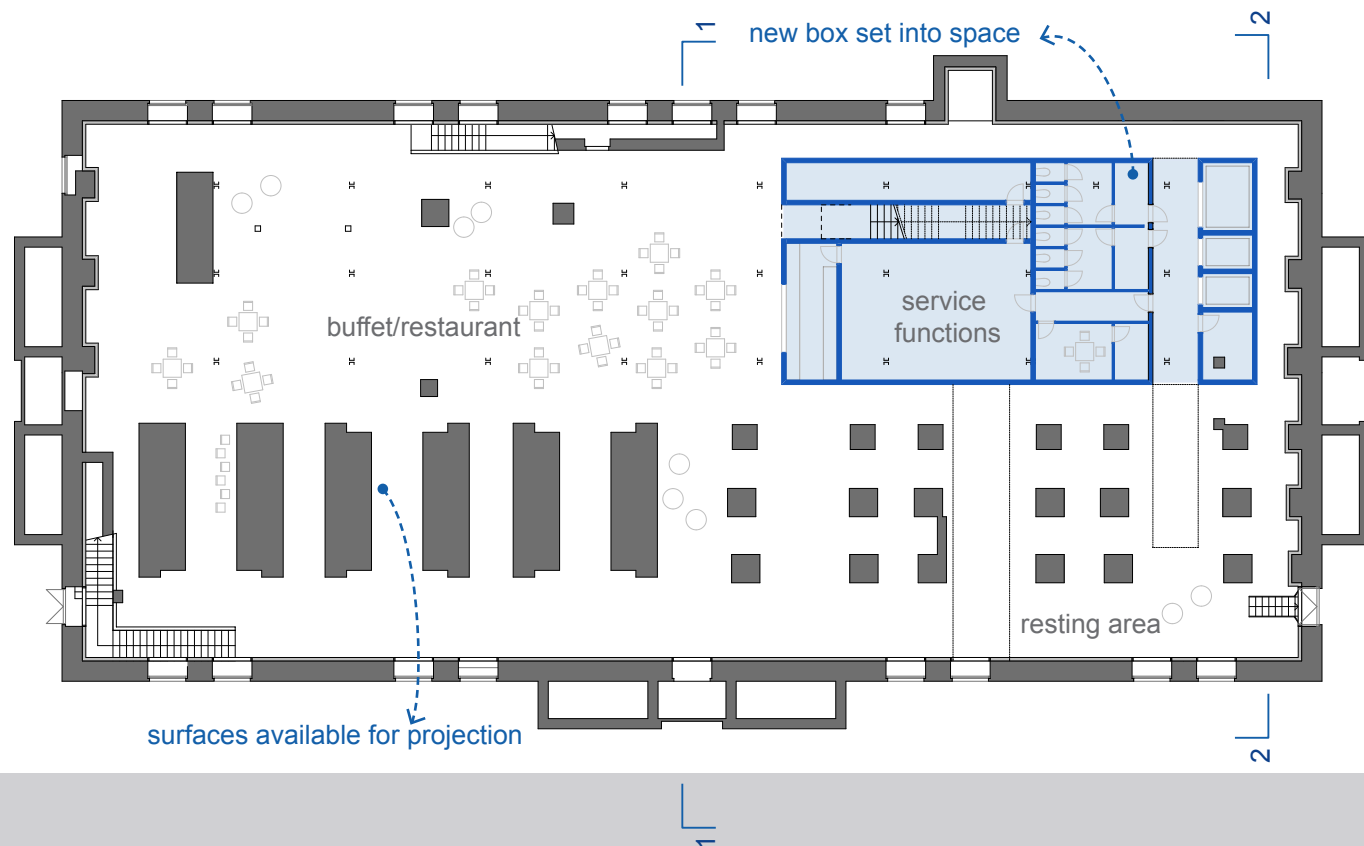 1
2
new box set into space
buffet/restaurant
service
functions
resting area
surfaces available for projection
2
1